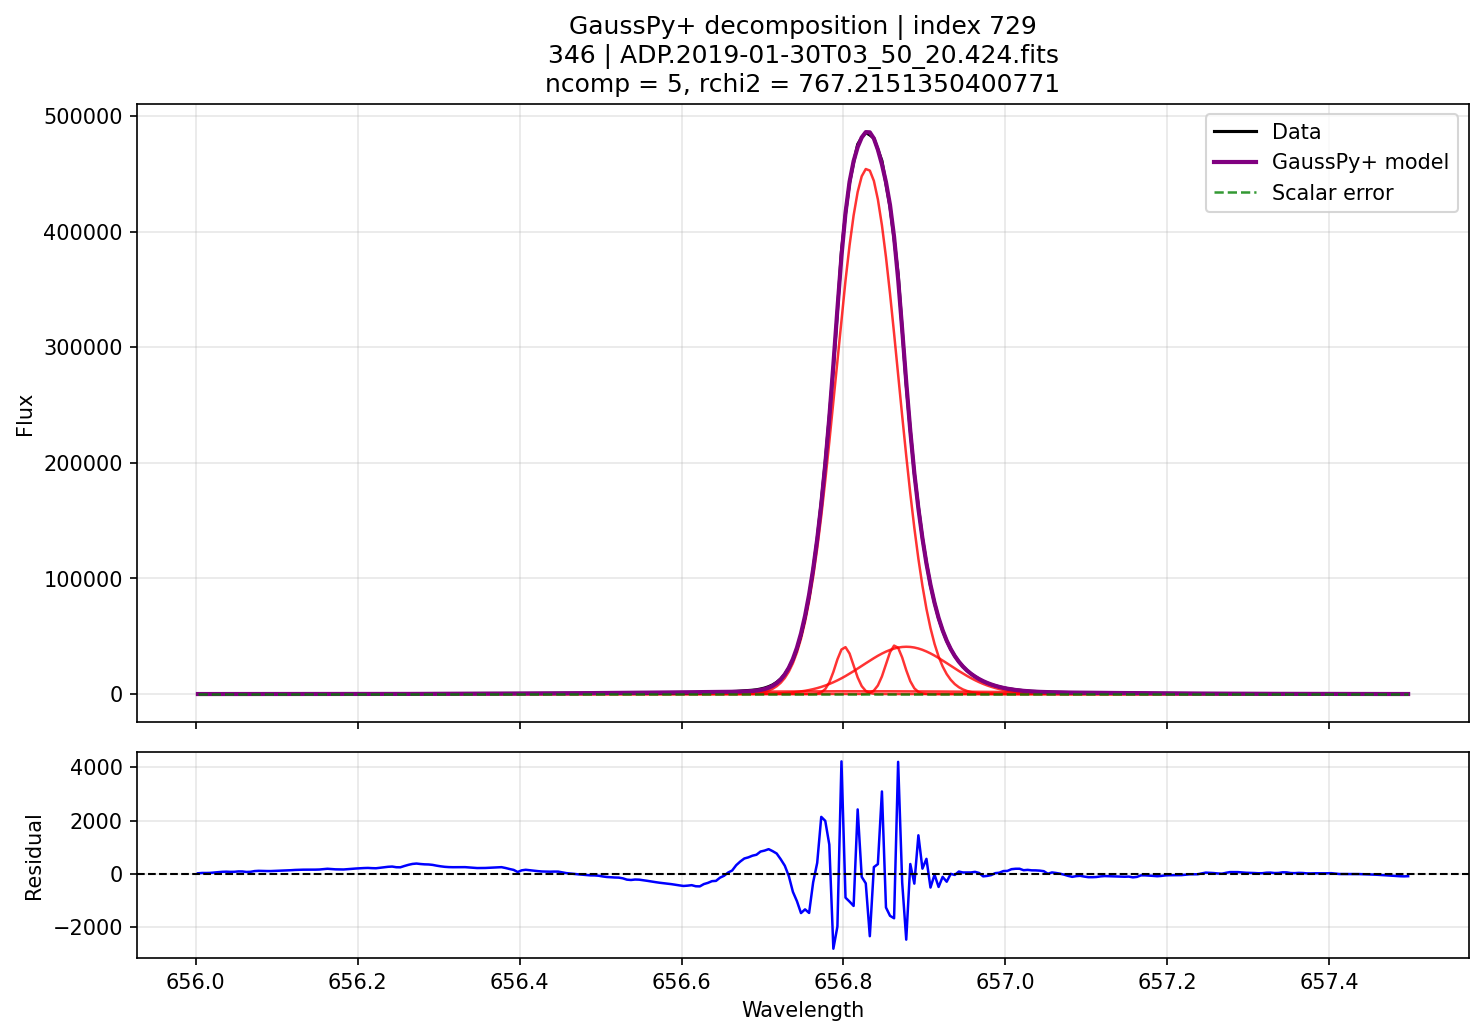 GaussPy+ decomposition | index 729
346 | ADP.2019-01-30T03_50_20.424.fits
ncomp = 5, rchi2 = 767.2151350400771
500000
400000
300000
200000
100000
0
Flux
Data
GaussPy+ model
Scalar error
4000
2000
0
−2000
Residual
656.0
656.2
656.4
656.6
656.8
657.0
657.2
657.4
Wavelength